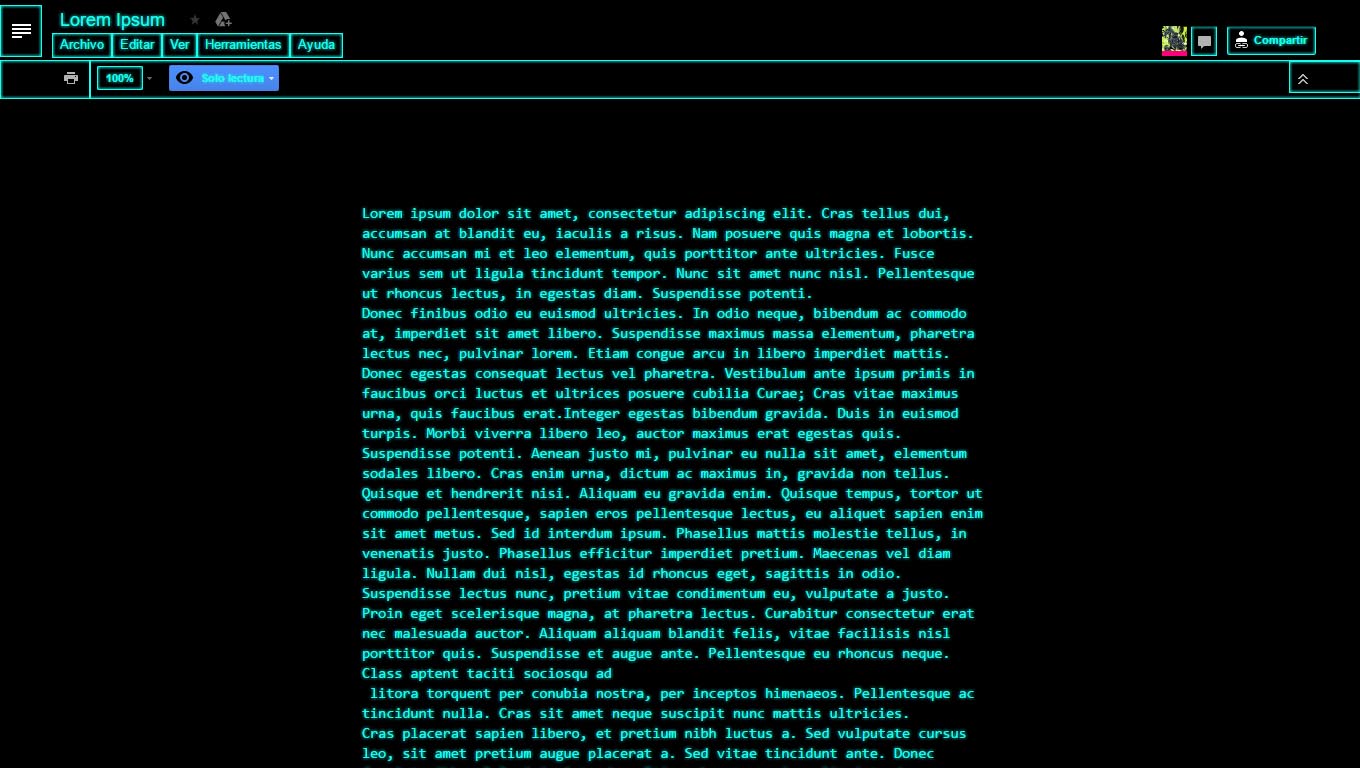 Lorem Ipsum
Archivo Editar Ver Herramientas Ayuda
Compartir
100% Solo lectura
Lorem ipsum dolor sit amet, consectetur adipiscing elit. Cras tellus dui,
accumsan at blandit eu, iaculis a risus. Nam posuere quis magna et lobortis.
Nunc accumsan mi et leo elementum, quis porttitor ante ultricies. Fusce
varius sem ut ligula tincidunt tempor. Nunc sit amet nunc nisl. Pellentesque
ut rhoncus lectus, in egestas diam. Suspendisse potenti.
Donec finibus odio eu euismod ultricies. In odio neque, bibendum ac commodo
at, imperdiet sit amet libero. Suspendisse maximus massa elementum, pharetra
lectus nec, pulvinar lorem. Etiam congue arcu in libero imperdiet mattis.
Donec egestas consequat lectus vel pharetra. Vestibulum ante ipsum primis in
faucibus orci luctus et ultrices posuere cubilia Curae; Cras vitae maximus
urna, quis faucibus erat.Integer egestas bibendum gravida. Duis in euismod
turpis. Morbi viverra libero leo, auctor maximus erat egestas quis.
Suspendisse potenti. Aenean justo mi, pulvinar eu nulla sit amet, elementum
sodales libero. Cras enim urna, dictum ac maximus in, gravida non tellus.
Quisque et hendrerit nisi. Aliquam eu gravida enim. Quisque tempus, tortor ut
commodo pellentesque, sapien eros pellentesque lectus, eu aliquet sapien enim
sit amet metus. Sed id interdum ipsum. Phasellus mattis molestie tellus, in
venenatis justo. Phasellus efficitur imperdiet pretium. Maecenas vel diam
ligula. Nullam dui nisl, egestas id rhoncus eget, sagittis in odio.
Suspendisse lectus nunc, pretium vitae condimentum eu, vulputate a justo.
Proin eget scelerisque magna, at pharetra lectus. Curabitur consectetur erat
nec malesuada auctor. Aliquam aliquam blandit felis, vitae facilisis nisl
porttitor quis. Suspendisse et augue ante. Pellentesque eu rhoncus neque.
Class aptent taciti sociosqu ad
litora torquent per conubia nostra, per inceptos himenaeos. Pellentesque ac
tincidunt nulla. Cras sit amet neque suscipit nunc mattis ultricies.
Cras placerat sapien libero, et pretium nibh luctus a. Sed vulputate cursus
leo, sit amet pretium augue placerat a. Sed vitae tincidunt ante. Donec